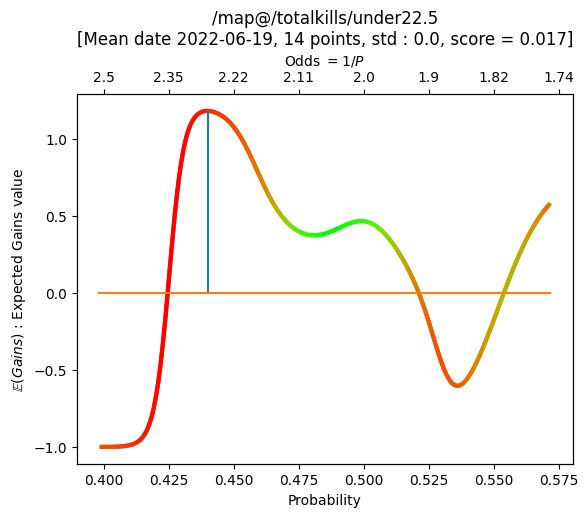 /map@/totalkills/under22.5
[Mean date 2022-06-19, 14 points, std : 0.0, score = 0.017]
Odds = 1/P
2.5 2.35 2.22 2.11 2.0 1.9 1.82 1.74
1.0
0.5
0.0
−0.5
−1.0
𝔼(Gains) : Expected Gains value
0.400 0.425 0.450 0.475 0.500 0.525 0.550 0.575
Probability